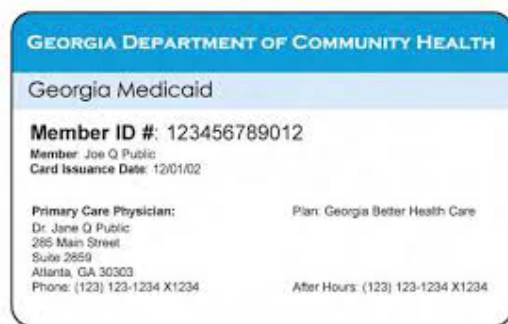 GEORGIA DEPARTMENT OF COMMUNITY HEALTH
Georgia Medicaid
Member ID #: 123456789012
Member: Joe Q Public
Card Issuance Date: 12/01/02
Primary Care Physician:
Plan: Georgia Better Health Care
Dr. Jane Q Public
285 Main Street
Suite 2859
Atlanta, GA 30303
Phone: (123) 123-1234 X1234
After Hours: (123) 123-1234 X1234